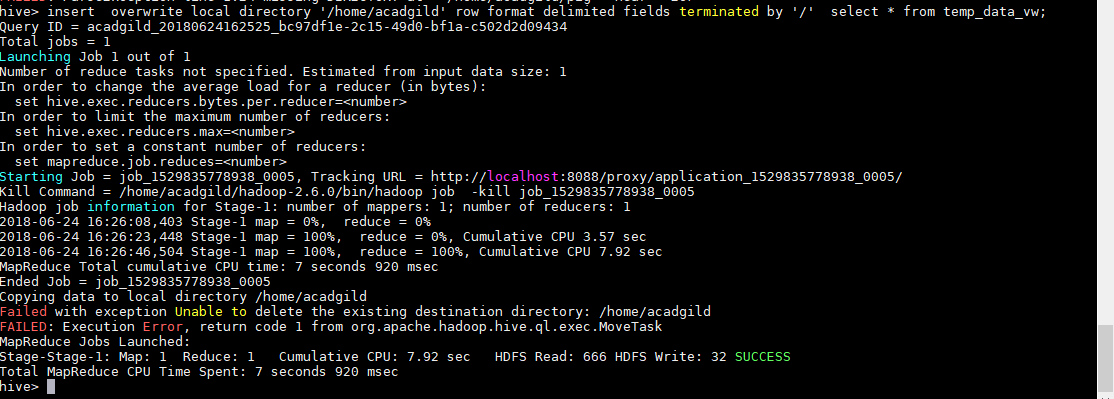 hive> insert  overwrite local directory '/home/acadgild' row format delimited fields terminated by '/'  select * from temp_data_vw;
Query ID = acadgild_20180624162525_bc97df1e-2c15-49d0-bf1a-c502d2d09434
Total jobs = 1
Launching Job 1 out of 1
Number of reduce tasks not specified. Estimated from input data size: 1
In order to change the average load for a reducer (in bytes):
  set hive.exec.reducers.bytes.per.reducer=<number>
In order to limit the maximum number of reducers:
  set hive.exec.reducers.max=<number>
In order to set a constant number of reducers:
  set mapreduce.job.reduces=<number>
Starting Job = job_1529835778938_0005, Tracking URL = http://localhost:8088/proxy/application_1529835778938_0005/
Kill Command = /home/acadgild/hadoop-2.6.0/bin/hadoop job  -kill job_1529835778938_0005
Hadoop job information for Stage-1: number of mappers: 1; number of reducers: 1
2018-06-24 16:26:08,403 Stage-1 map = 0%,  reduce = 0%
2018-06-24 16:26:23,448 Stage-1 map = 100%,  reduce = 0%, Cumulative CPU 3.57 sec
2018-06-24 16:26:46,504 Stage-1 map = 100%,  reduce = 100%, Cumulative CPU 7.92 sec
MapReduce Total cumulative CPU time: 7 seconds 920 msec
Ended Job = job_1529835778938_0005
Copying data to local directory /home/acadgild
Failed with exception Unable to delete the existing destination directory: /home/acadgild
FAILED: Execution Error, return code 1 from org.apache.hadoop.hive.ql.exec.MoveTask
MapReduce Jobs Launched:
Stage-Stage-1: Map: 1  Reduce: 1   Cumulative CPU: 7.92 sec   HDFS Read: 666 HDFS Write: 32 SUCCESS
Total MapReduce CPU Time Spent: 7 seconds 920 msec
hive>